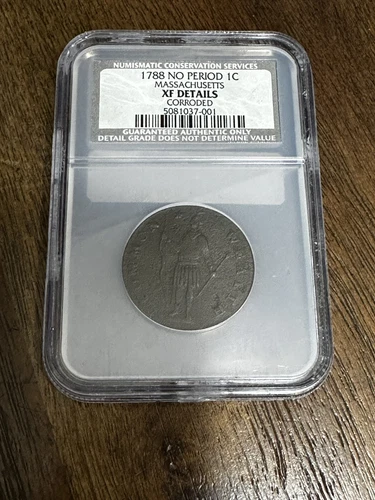 NUMISMATIC CONSERVATION SERVICES
1788 NO PERIOD 1C
MASSACHUSETTS
XF DETAILS
CORRODED
5081037-001
GUARANTEED AUTHENTIC ONLY
DETAIL GRADE DOES NOT DETERMINE VALUE